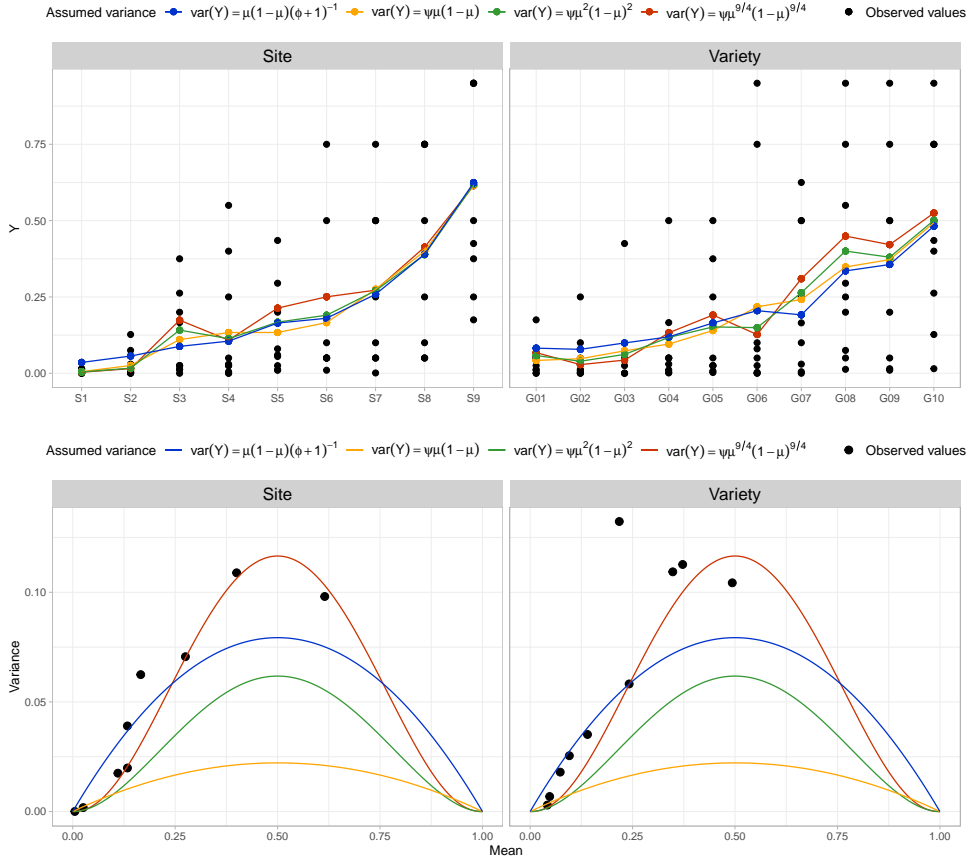 Assumed variance var(Y) = μ(1−μ)(ϕ+1)⁻¹ var(Y) = ψμ(1−μ) var(Y) = ψμ²(1−μ)² var(Y) = ψμ^9/4(1−μ)^9/4 Observed values
Site Variety
Y
0.75
0.50
0.25
0.00
S1 S2 S3 S4 S5 S6 S7 S8 S9 G01 G02 G03 G04 G05 G06 G07 G08 G09 G10
Assumed variance var(Y) = μ(1−μ)(ϕ+1)⁻¹ var(Y) = ψμ(1−μ) var(Y) = ψμ²(1−μ)² var(Y) = ψμ^9/4(1−μ)^9/4 Observed values
Site Variety
Variance
0.10
0.05
0.00
0.00 0.25 0.50 0.75 1.00 0.00 0.25 0.50 0.75 1.00
Mean